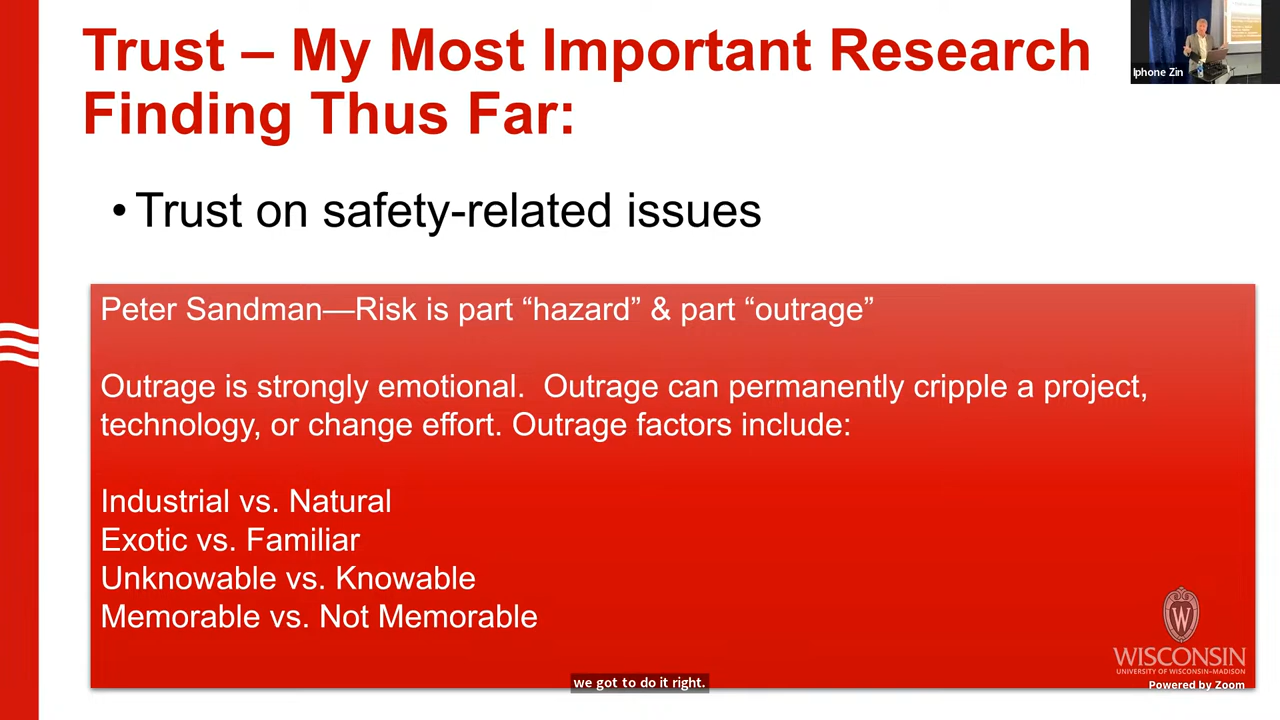 Trust – My Most Important Research
Finding Thus Far:
Iphone Zin
• Trust on safety-related issues
Peter Sandman—Risk is part “hazard” & part “outrage”
Outrage is strongly emotional.  Outrage can permanently cripple a project,
technology, or change effort. Outrage factors include:
Industrial vs. Natural
Exotic vs. Familiar
Unknowable vs. Knowable
Memorable vs. Not Memorable
W
WISCONSIN
UNIVERSITY OF WISCONSIN–MADISON
we got to do it right.
Powered by Zoom